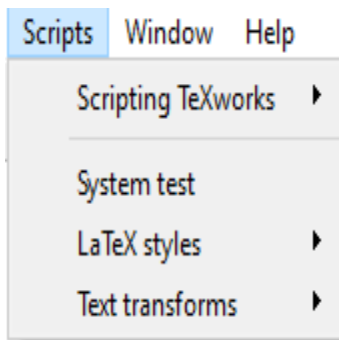 Scripts Window Help
Scripting TeXworks
System test
LaTeX styles
Text transforms